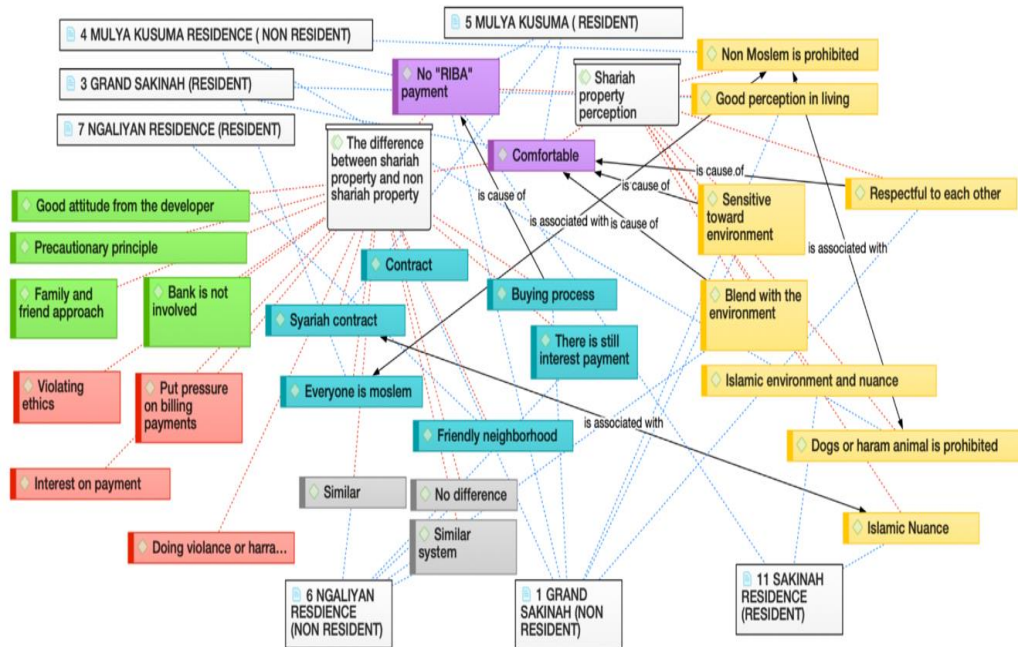 5 MULYA KUSUMA ( RESIDENT)
4 MULYA KUSUMA RESIDENCE ( NON RESIDENT)
3 GRAND SAKINAH (RESIDENT)
7 NGALIYAN RESIDENCE (RESIDENT)
No "RIBA"
payment
Shariah
property
perception
Non Moslem is prohibited
Good perception in living
The difference
between shariah
property and non
shariah property
Comfortable
is cause of
is cause of
is cause of
is cause of
Respectful to each other
Sensitive
toward
environment
is associated with
is associated with
Good attitude from the developer
Precautionary principle
Family and
friend approach
Bank is not
involved
Contract
Buying process
Syariah contract
There is still
interest payment
Blend with the
environment
Violating
ethics
Put pressure
on billing
payments
Everyone is moslem
Islamic environment and nuance
is associated with
Friendly neighborhood
Dogs or haram animal is prohibited
Interest on payment
Similar
No difference
Similar
system
Islamic Nuance
Doing violance or harra...
6 NGALIYAN
RESDIENCE
(NON RESIDENT)
1 GRAND
SAKINAH (NON
RESIDENT)
11 SAKINAH
RESIDENCE
(RESIDENT)